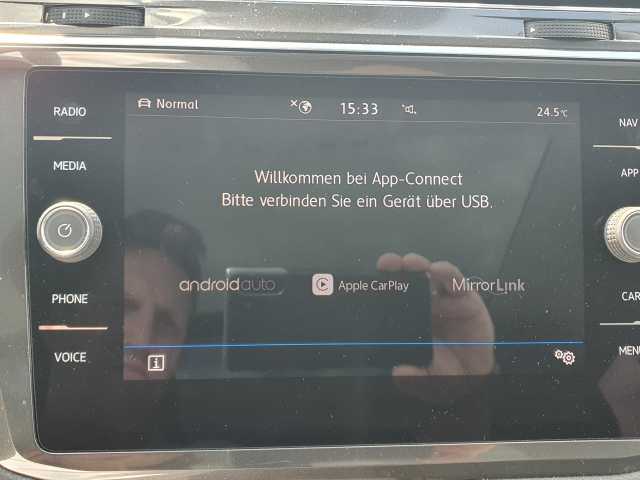 RADIO
MEDIA
PHONE
VOICE
Normal
15:33
24.5°C
Willkommen bei App-Connect
Bitte verbinden Sie ein Gerät über USB.
androidauto
Apple CarPlay
MirrorLink
i
NAV
APP
CAR
MENU